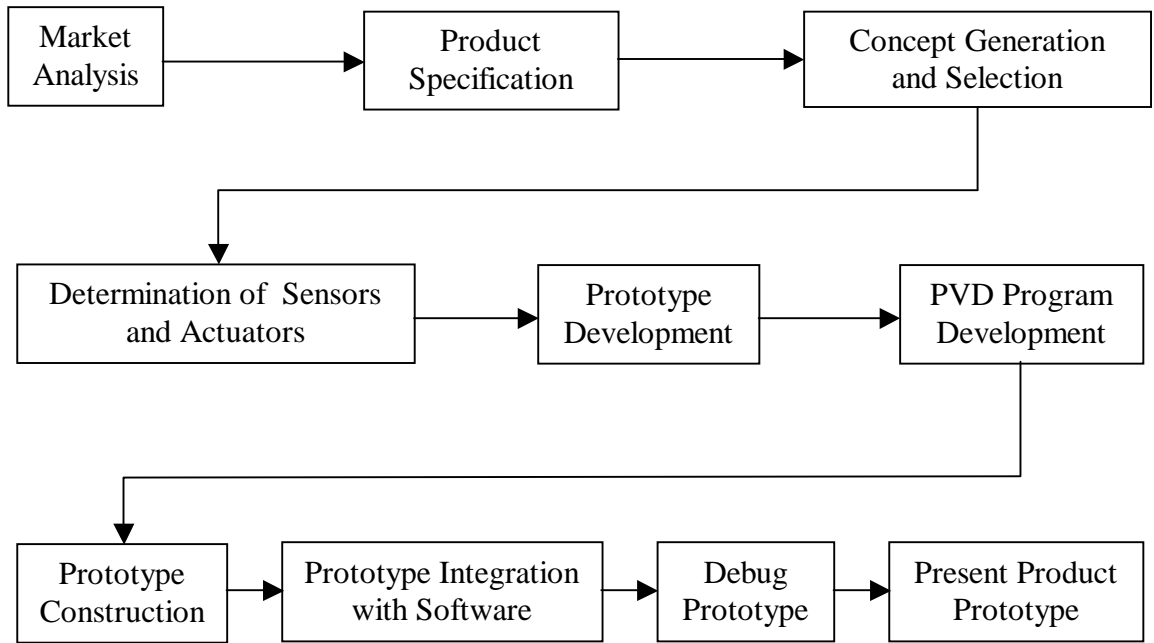 Market
Analysis
Product
Specification
Concept Generation
and Selection
Determination of Sensors
and Actuators
Prototype
Development
PVD Program
Development
Prototype
Construction
Prototype Integration
with Software
Debug
Prototype
Present Product
Prototype